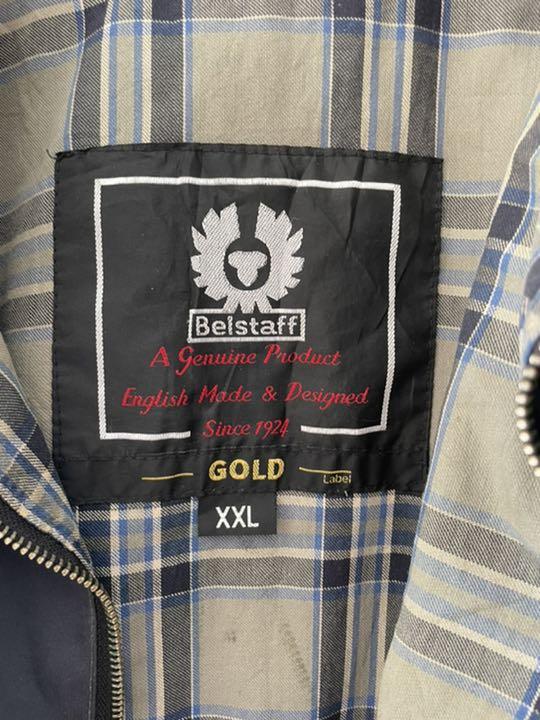 Belstaff
A Genuine Product
English Made & Designed
Since 1924
GOLD Label
XXL